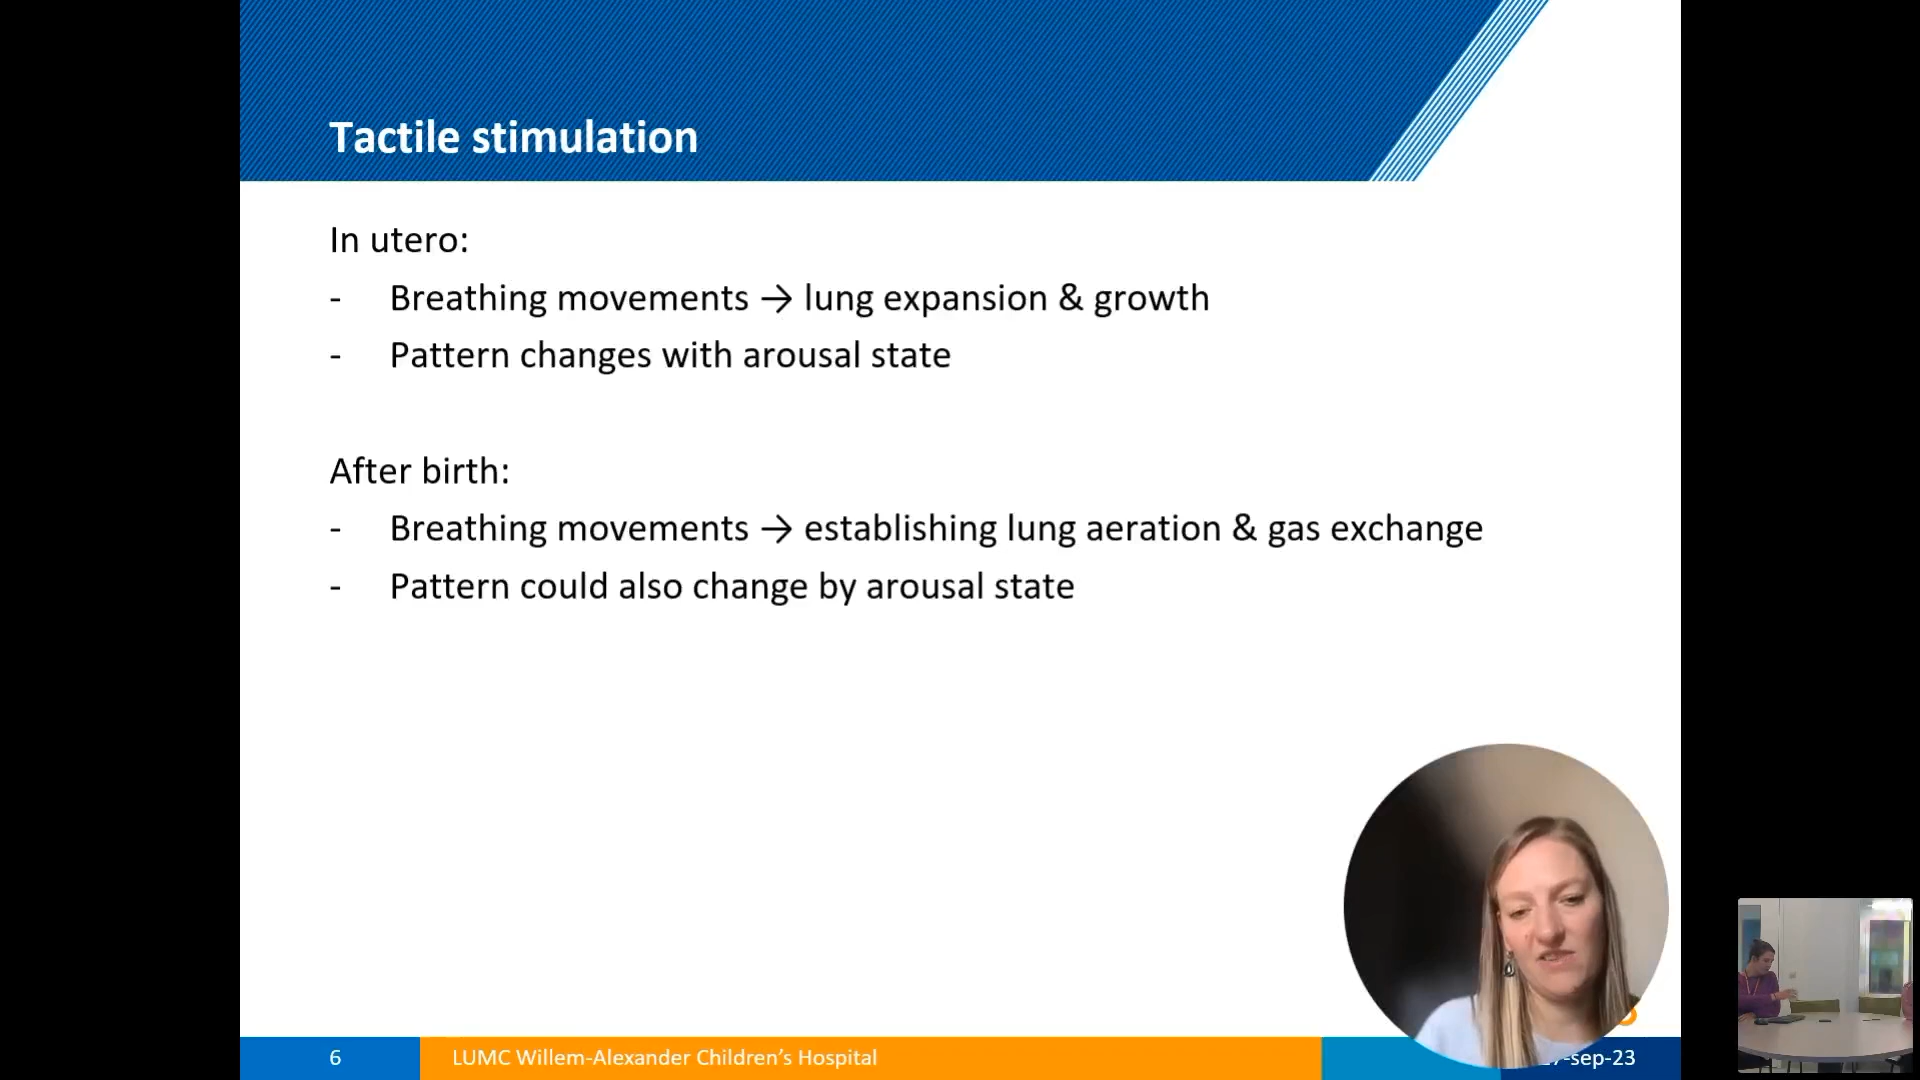 Tactile stimulation
In utero:
- Breathing movements → lung expansion & growth
- Pattern changes with arousal state
After birth:
- Breathing movements → establishing lung aeration & gas exchange
- Pattern could also change by arousal state
6 LUMC Willem-Alexander Children's Hospital -sep-23